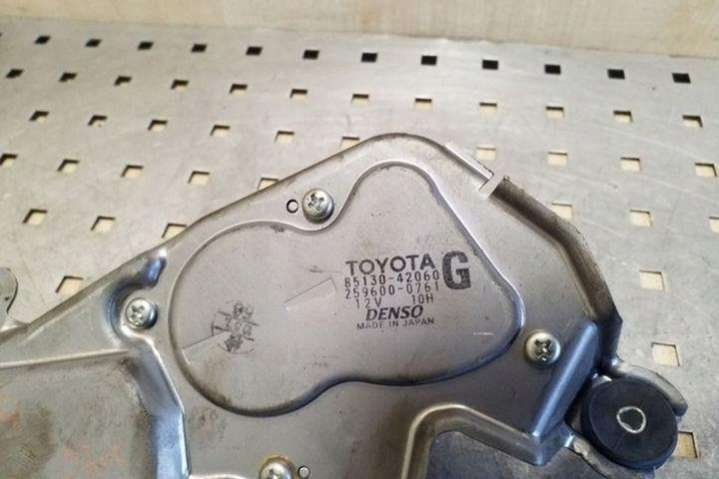 TOYOTA G
85130-42060
259600-0761
12V 10H
DENSO
MADE IN JAPAN